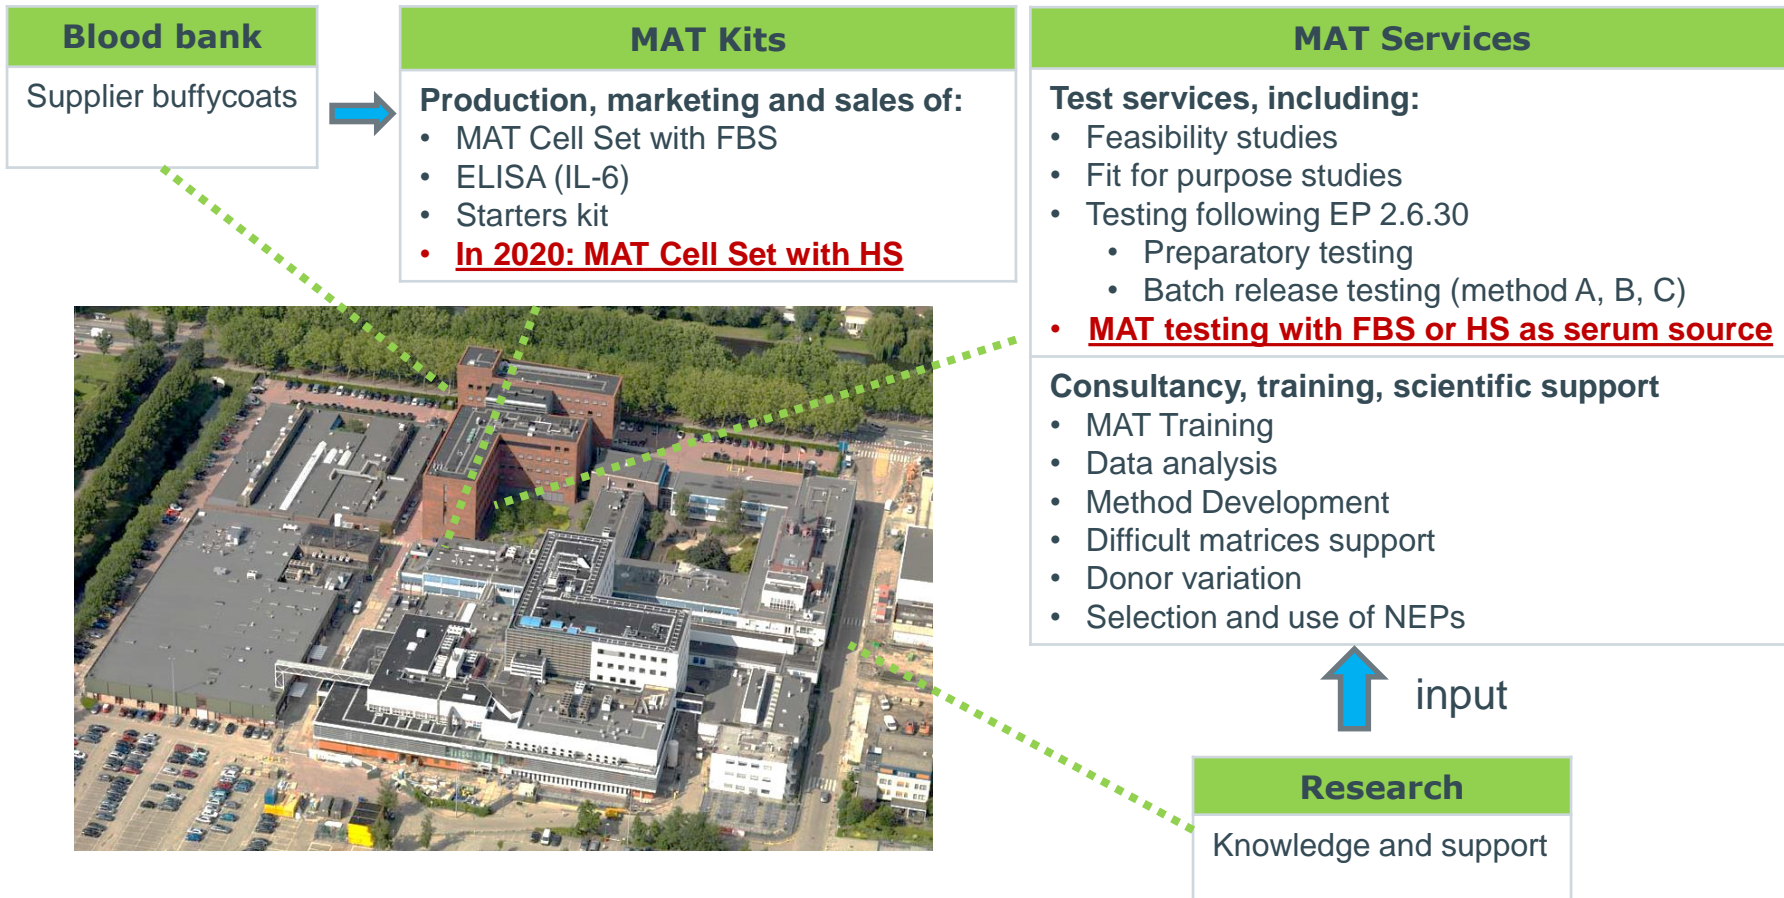 Blood bank
Supplier buffycoats
MAT Kits
Production, marketing and sales of:
• MAT Cell Set with FBS
• ELISA (IL-6)
• Starters kit
• In 2020: MAT Cell Set with HS
MAT Services
Test services, including:
• Feasibility studies
• Fit for purpose studies
• Testing following EP 2.6.30
• Preparatory testing
• Batch release testing (method A, B, C)
• MAT testing with FBS or HS as serum source
Consultancy, training, scientific support
• MAT Training
• Data analysis
• Method Development
• Difficult matrices support
• Donor variation
• Selection and use of NEPs
input
Research
Knowledge and support